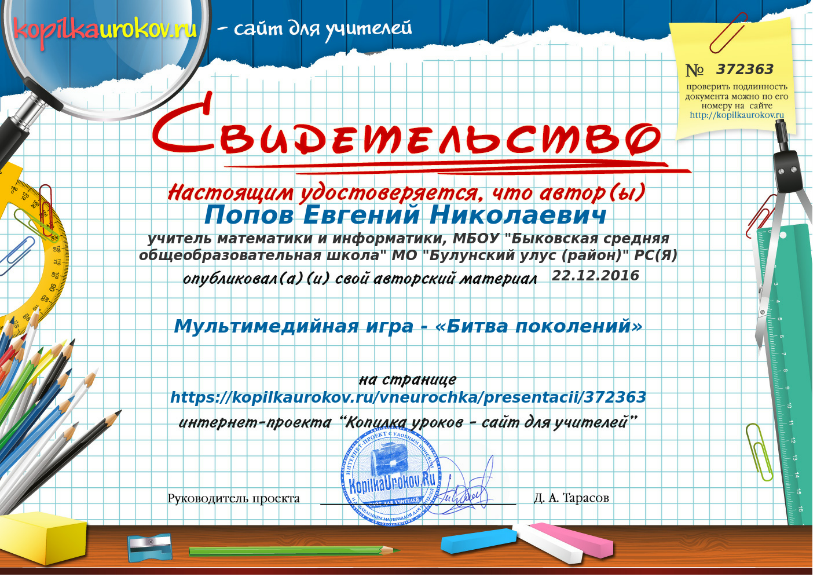 kopilkaurokov.ru – сайт для учителей
№ 372363
проверить подлинность
документа можно по его
номеру на сайте
http://kopilkaurokov.ru
Свидетельство
Настоящим удостоверяется, что автор(ы)
Попов Евгений Николаевич
учитель математики и информатики, МБОУ "Быковская средняя
общеобразовательная школа" МО "Булунский улус (район)" РС(Я)
опубликовал(а)(и) свой авторский материал 22.12.2016
Мультимедийная игра - «Битва поколений»
на странице
https://kopilkaurokov.ru/vneurochka/presentacii/372363
интернет-проекта “Копилка уроков - сайт для учителей”
KopilkaUrokov.Ru
Руководитель проекта Д. А. Тарасов